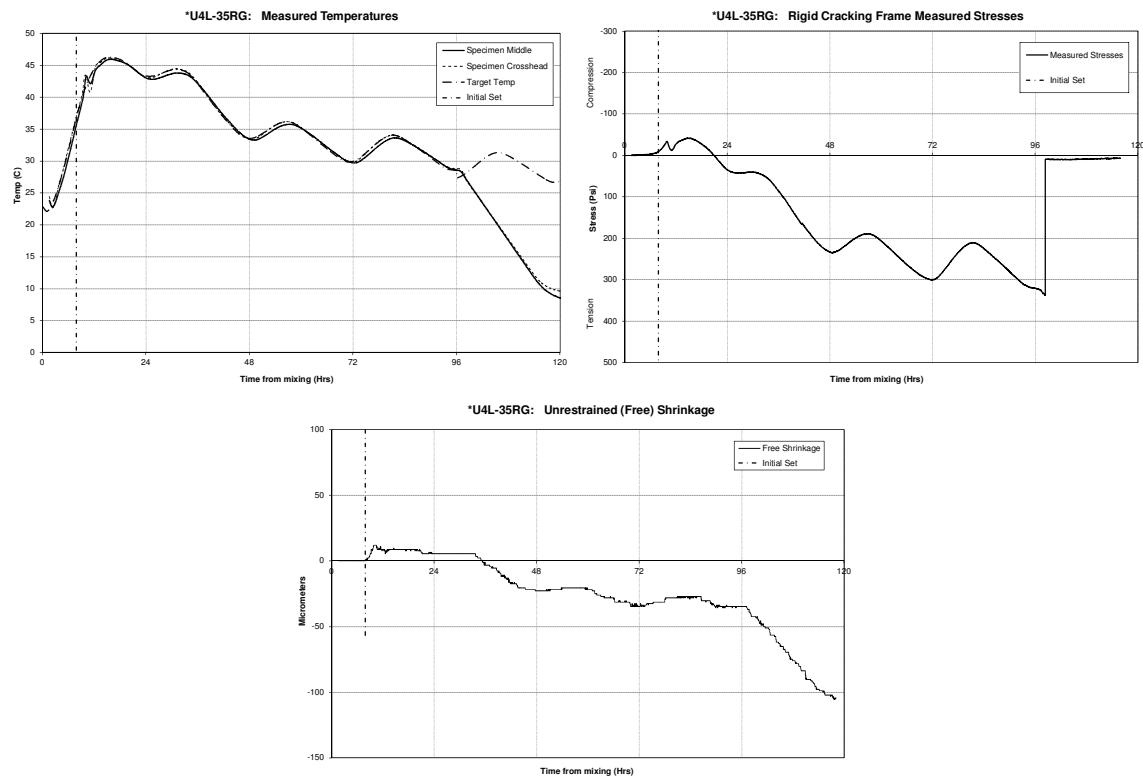 *U4L-35RG: Measured Temperatures
50
45
40
35
30
25
20
15
10
5
0
Temp (C)
0 24 48 72 96 120
Time from mixing (Hrs)
Specimen Middle
Specimen Crosshead
Target Temp
Initial Set
*U4L-35RG: Rigid Cracking Frame Measured Stresses
-300
-200
-100
0
100
200
300
400
500
Compression
Stress (Psi)
Tension
0 24 48 72 96 120
Time from mixing (Hrs)
Measured Stresses
Initial Set
*U4L-35RG: Unrestrained (Free) Shrinkage
100
50
0
-50
-100
-150
Micrometers
0 24 48 72 96 120
Time from mixing (Hrs)
Free Shrinkage
Initial Set